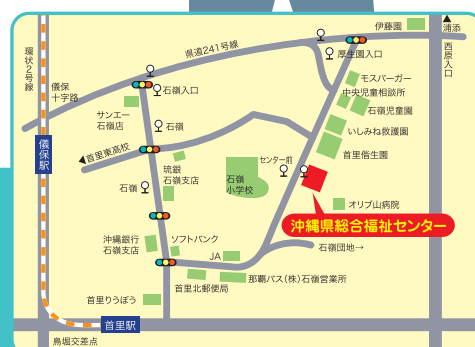 伊藤園
▲浦添
西原入口
県道241号線
厚生園入口
環状2号線
儀保
十字路
石嶺入口
モスバーガー
中央児童相談所
サンエー
石嶺店
石嶺児童園
石嶺
いしみね救護園
儀保駅
◀首里東高校
首里偕生園
琉銀
石嶺支店
センター前
石嶺
小学校
石嶺
オリブ山病院
沖縄県総合福祉センター
沖縄銀行
石嶺支店
ソフトバンク
JA
石嶺団地→
首里北郵便局
那覇バス(株)石嶺営業所
首里りうぼう
首里駅
鳥堀交差点